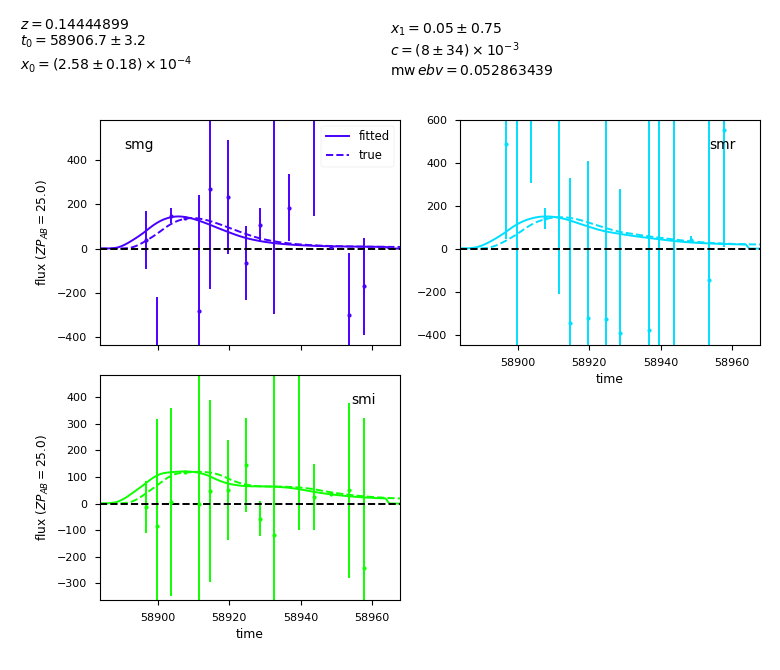 z = 0.14444899
t₀ = 58906.7 ± 3.2
x₀ = (2.58 ± 0.18) × 10⁻⁴
x₁ = 0.05 ± 0.75
c = (8 ± 34) × 10⁻³
mw ebv = 0.052863439
smg
fitted
true
400
200
0
−200
−400
flux (ZP_AB = 25.0)
smr
600
400
200
0
−200
−400
58900
58920
58940
58960
time
smi
400
300
200
100
0
−100
−200
−300
flux (ZP_AB = 25.0)
58900
58920
58940
58960
time